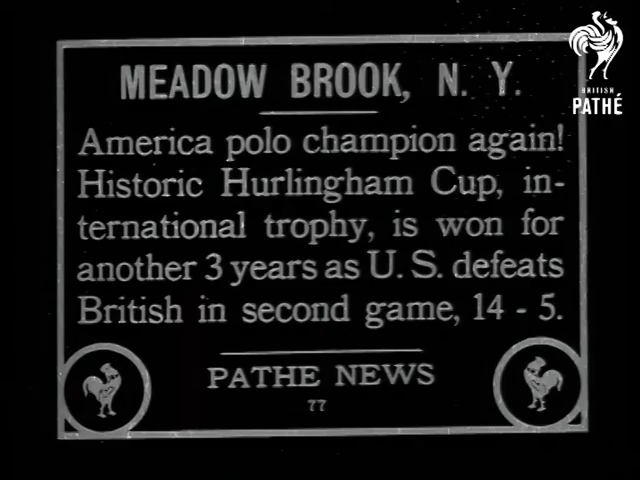 BRITISH
PATHÉ
MEADOW BROOK, N. Y.
America polo champion again!
Historic Hurlingham Cup, in-
ternational trophy, is won for
another 3 years as U. S. defeats
British in second game, 14 - 5.
PATHE NEWS
77